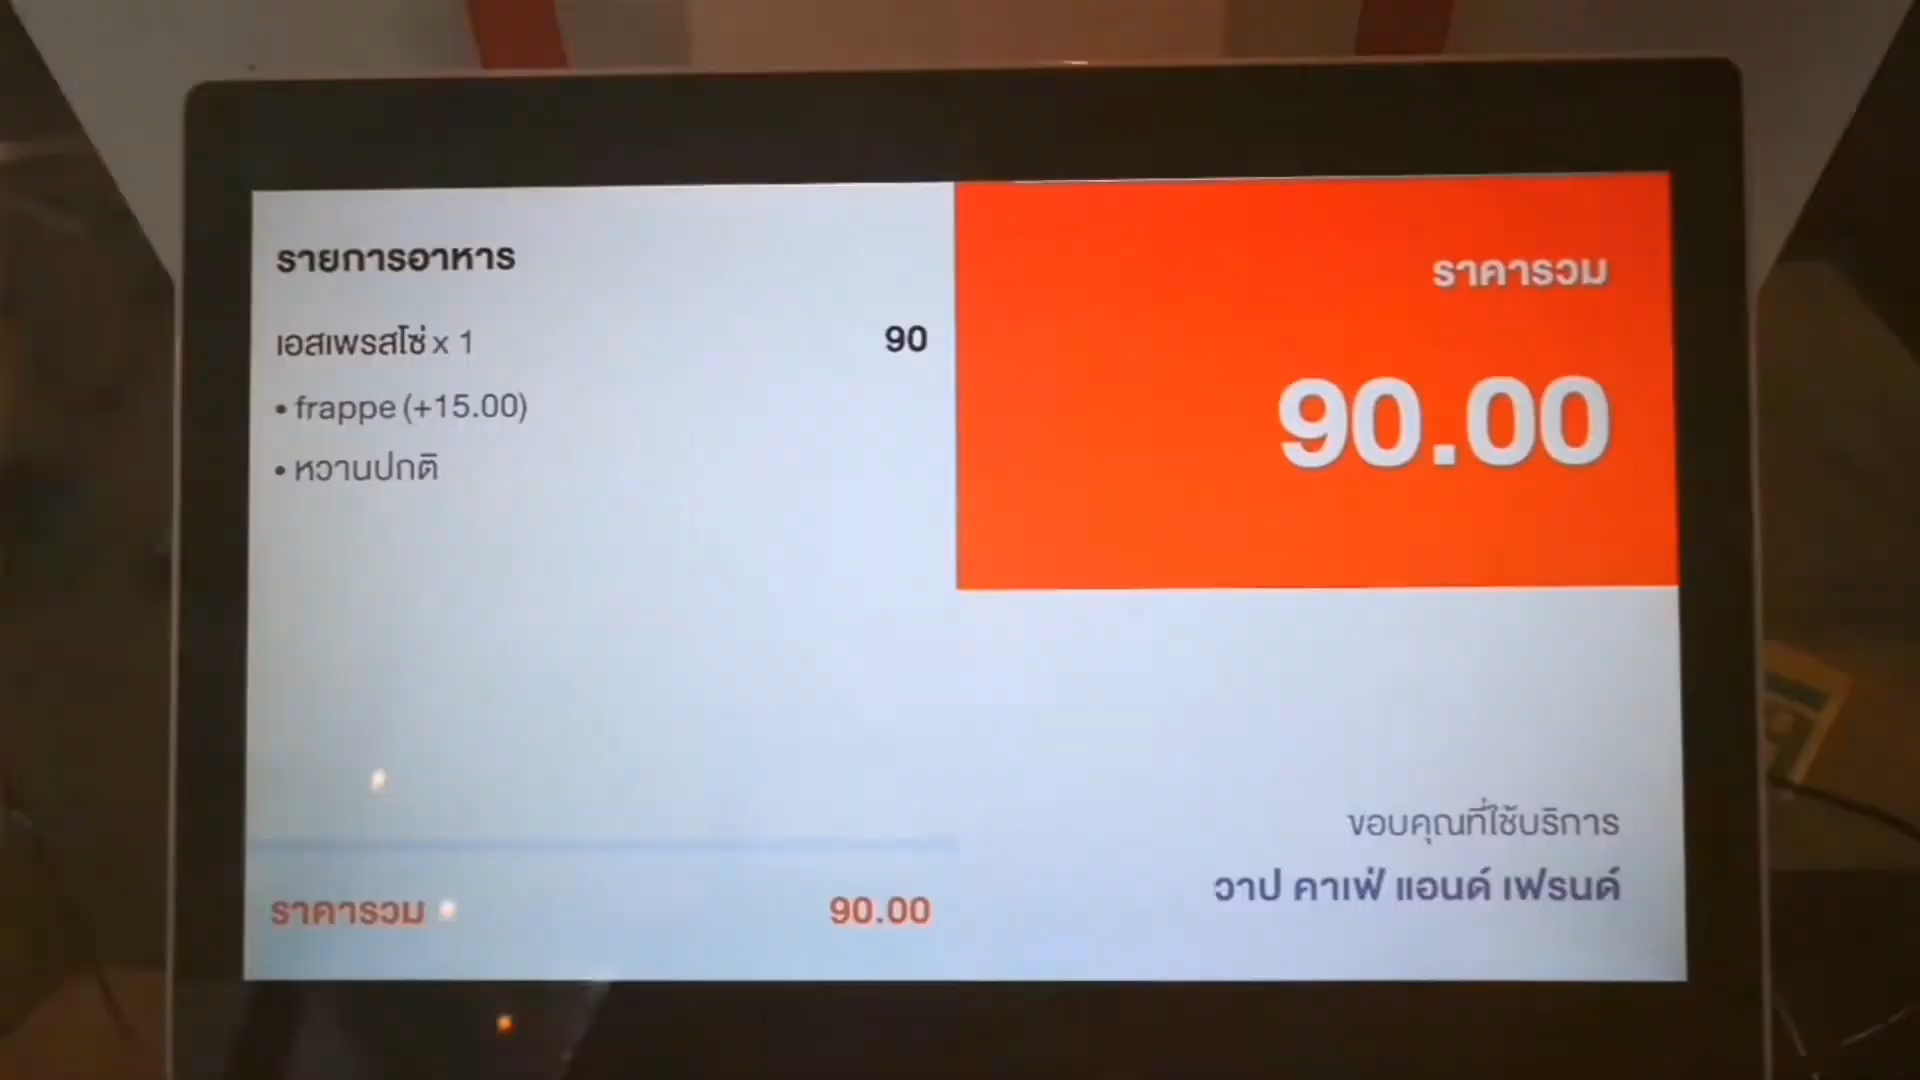 รายการอาหาร
เอสเพรสโซ่ x 1 90
• frappe (+15.00)
• หวานปกติ
ราคารวม 90.00
ราคารวม
90.00
ขอบคุณที่ใช้บริการ
วาป คาเฟ่ แอนด์ เฟรนด์